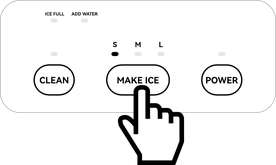 ICE FULL ADD WATER
S M L
CLEAN MAKE ICE POWER